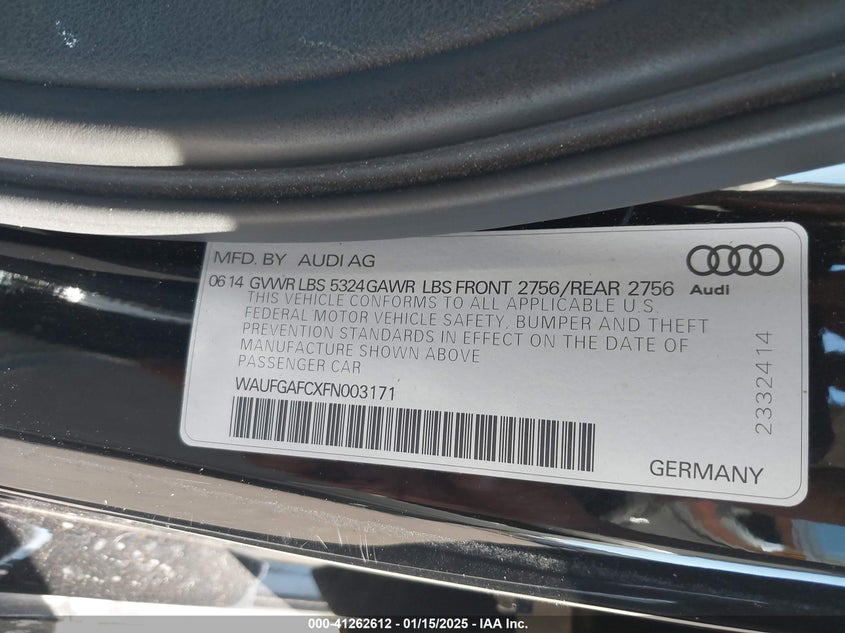 MFD. BY AUDI AG
Audi
0614 GVWR LBS 5324 GAWR LBS FRONT 2756/REAR 2756
THIS VEHICLE CONFORMS TO ALL APPLICABLE U.S.
FEDERAL MOTOR VEHICLE SAFETY, BUMPER AND THEFT
PREVENTION STANDARDS IN EFFECT ON THE DATE OF
MANUFACTURE SHOWN ABOVE
PASSENGER CAR
WAUFGAFCXFN003171
2332414
GERMANY
000-41262612 - 01/15/2025 - IAA Inc.